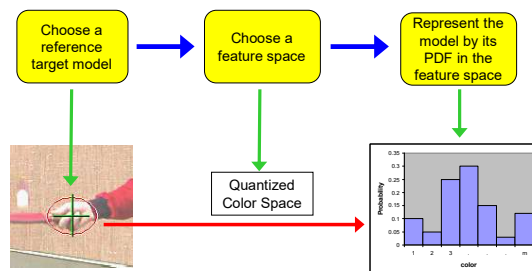 Choose a
reference
target model
Choose a
feature space
Represent the
model by its
PDF in the
feature space
Quantized
Color Space
Probability
0.35
0.3
0.25
0.2
0.15
0.1
0.05
0
1 2 3 . . . m
color